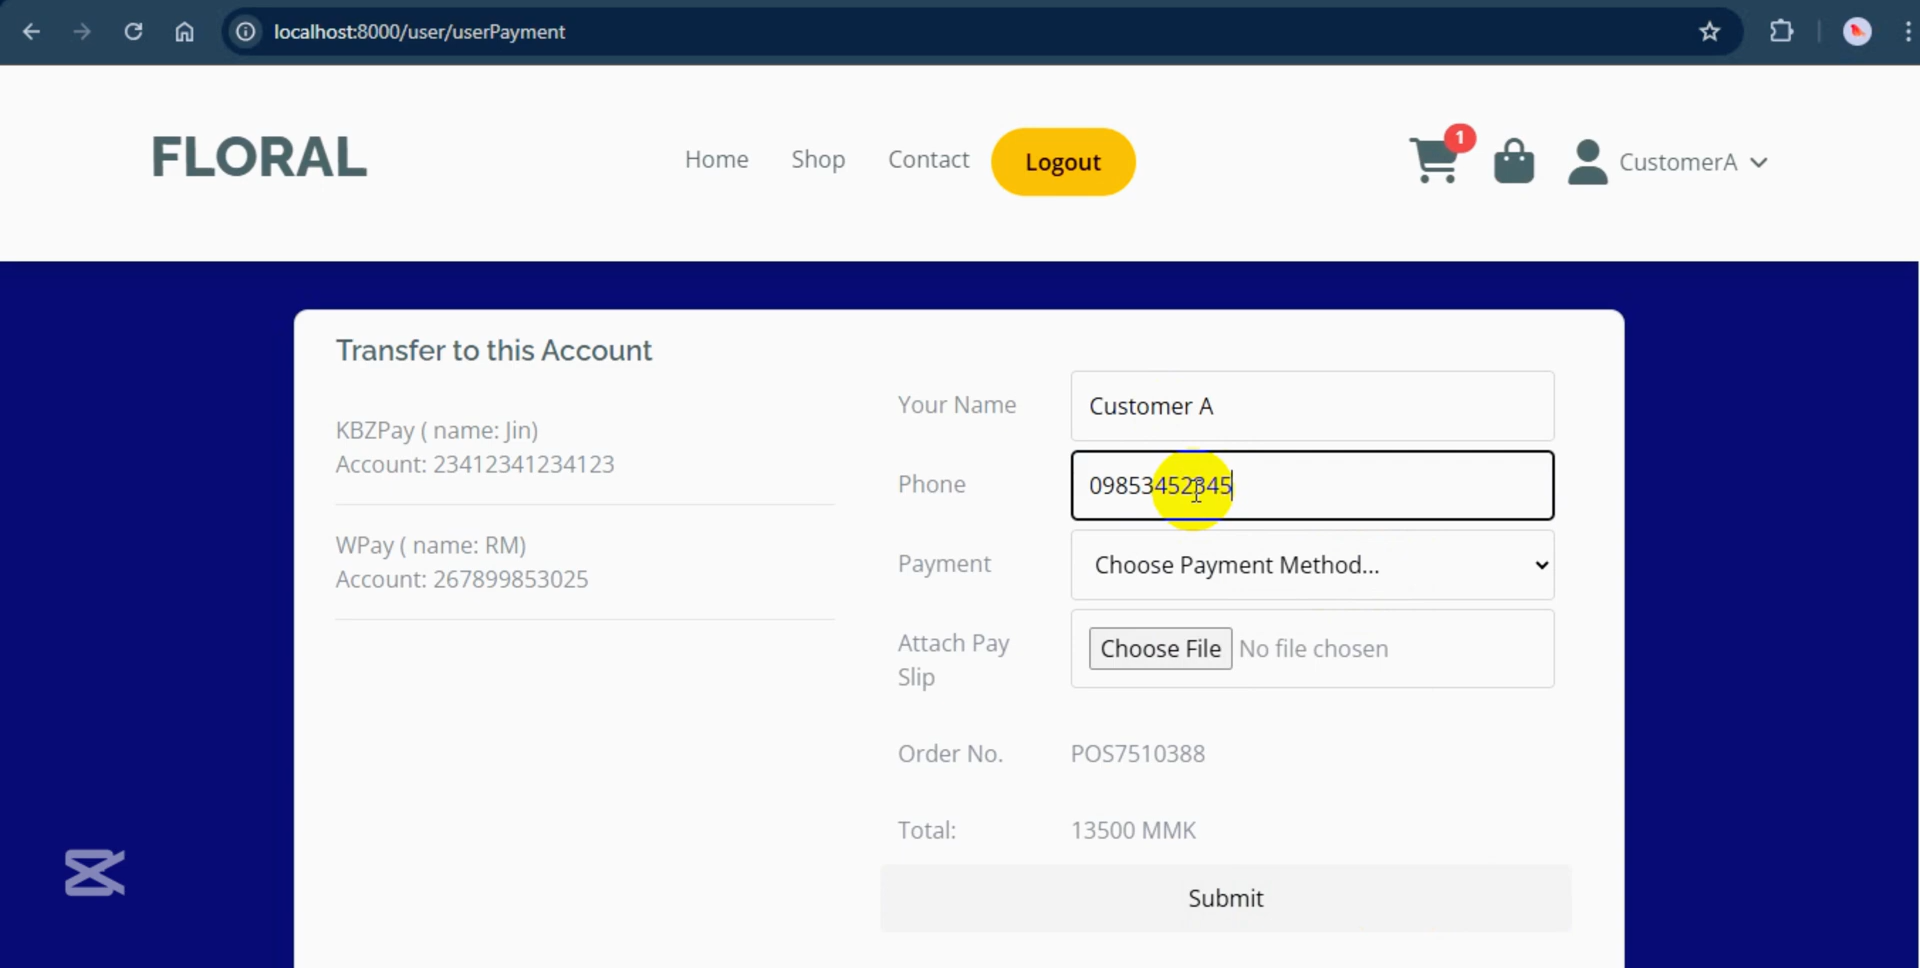 localhost:8000/user/userPayment
FLORAL
Home
Shop
Contact
Logout
1
CustomerA
Transfer to this Account
KBZPay ( name: Jin)
Account: 23412341234123
WPay ( name: RM)
Account: 267899853025
Your Name
Customer A
Phone
09853452345
Payment
Choose Payment Method...
Attach Pay
Slip
Choose File No file chosen
Order No.
POS7510388
Total:
13500 MMK
Submit